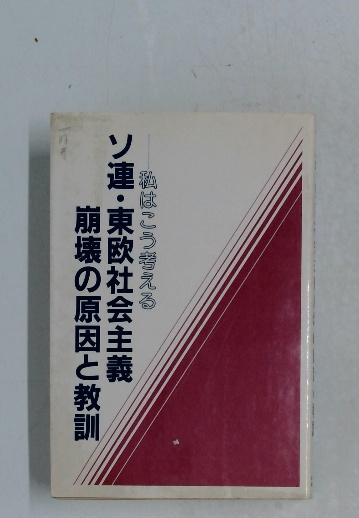 ――私はこう考える
ソ連・東欧社会主義
崩壊の原因と教訓